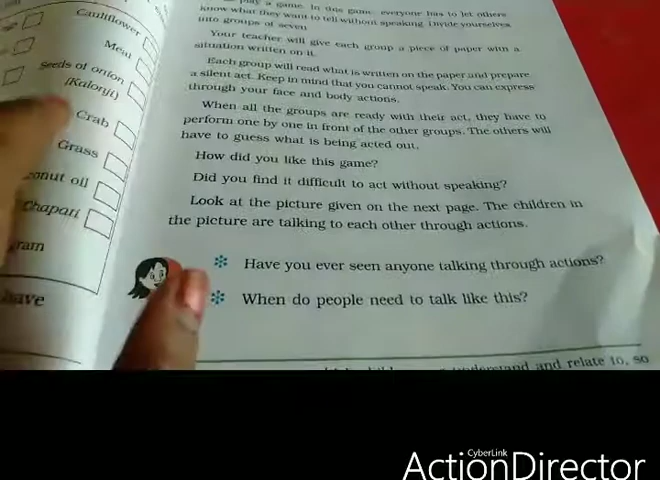 play a game. In this game, everyone has to let others
know what they want to tell without speaking. Divide yourselves
into groups of seven.
Your teacher will give each group a piece of paper with a
situation written on it.
Each group will read what is written on the paper and prepare
a silent act. Keep in mind that you cannot speak. You can express
through your face and body actions.
When all the groups are ready with their act, they have to
perform one by one in front of the other groups. The others will
have to guess what is being acted out.
How did you like this game?
Did you find it difficult to act without speaking?
Look at the picture given on the next page. The children in
the picture are talking to each other through actions.
Have you ever seen anyone talking through actions?
When do people need to talk like this?
and relate to, so
Cauliflower
Meat
Seeds of onion
(Kalonji)
Crab
Grass
conut oil
Chapati
ram
have
CyberLink
ActionDirector